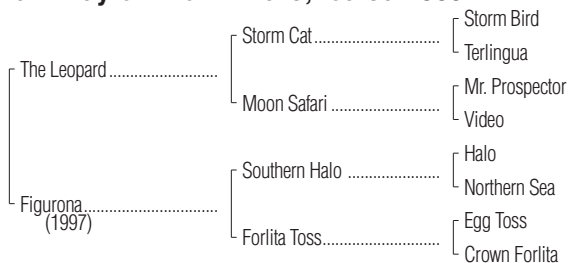 Storm Bird
Storm Cat
Terlingua
The Leopard
Mr. Prospector
Moon Safari
Video
Halo
Southern Halo
Northern Sea
Figurona
(1997)
Egg Toss
Forlita Toss
Crown Forlita